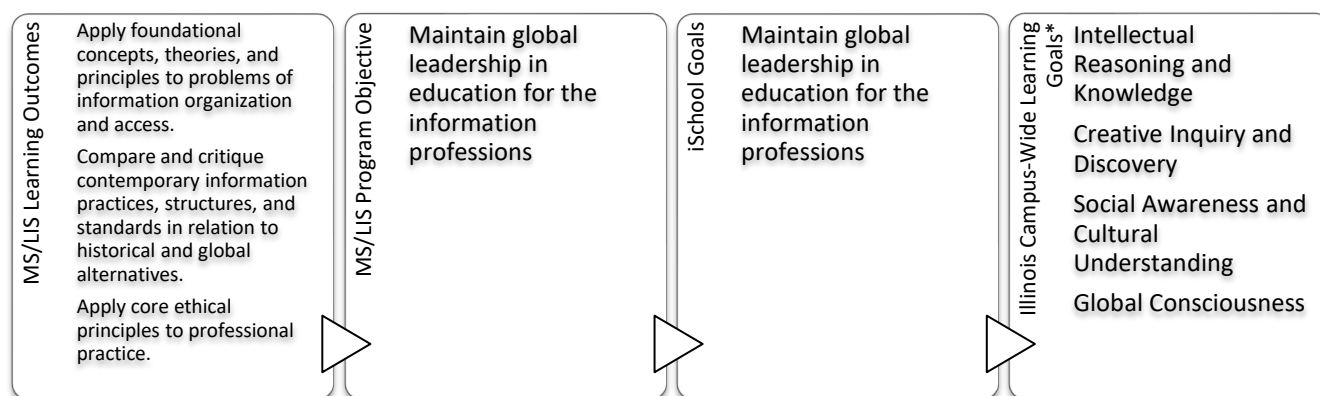 MS/LIS Learning Outcomes
Apply foundational
concepts, theories, and
principles to problems of
information organization
and access.
Compare and critique
contemporary information
practices, structures, and
standards in relation to
historical and global
alternatives.
Apply core ethical
principles to professional
practice.
MS/LIS Program Objective
Maintain global
leadership in
education for the
information
professions
iSchool Goals
Maintain global
leadership in
education for the
information
professions
Illinois Campus-Wide Learning
Goals*
Intellectual
Reasoning and
Knowledge
Creative Inquiry and
Discovery
Social Awareness and
Cultural
Understanding
Global Consciousness